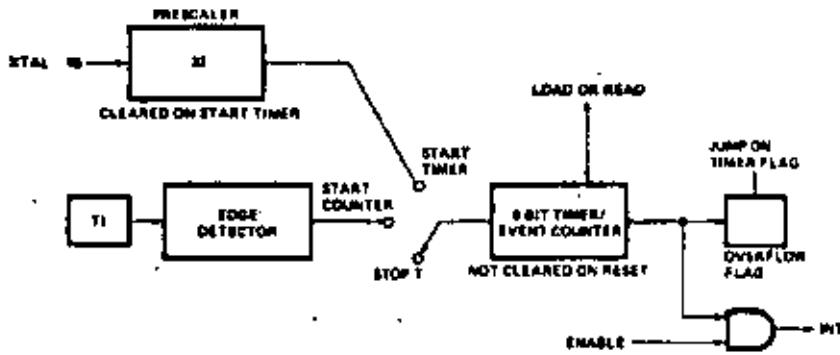 PRESCALER
XTAL
CLEARED ON START TIMER
LOAD OR READ
JUMP ON
TIMER FLAG
START
TIMER
START
COUNTER
T1
EDGE
DETECTOR
8 BIT TIMER/
EVENT COUNTER
STOP T
NOT CLEARED ON RESET
OVERFLOW
FLAG
ENABLE
INT